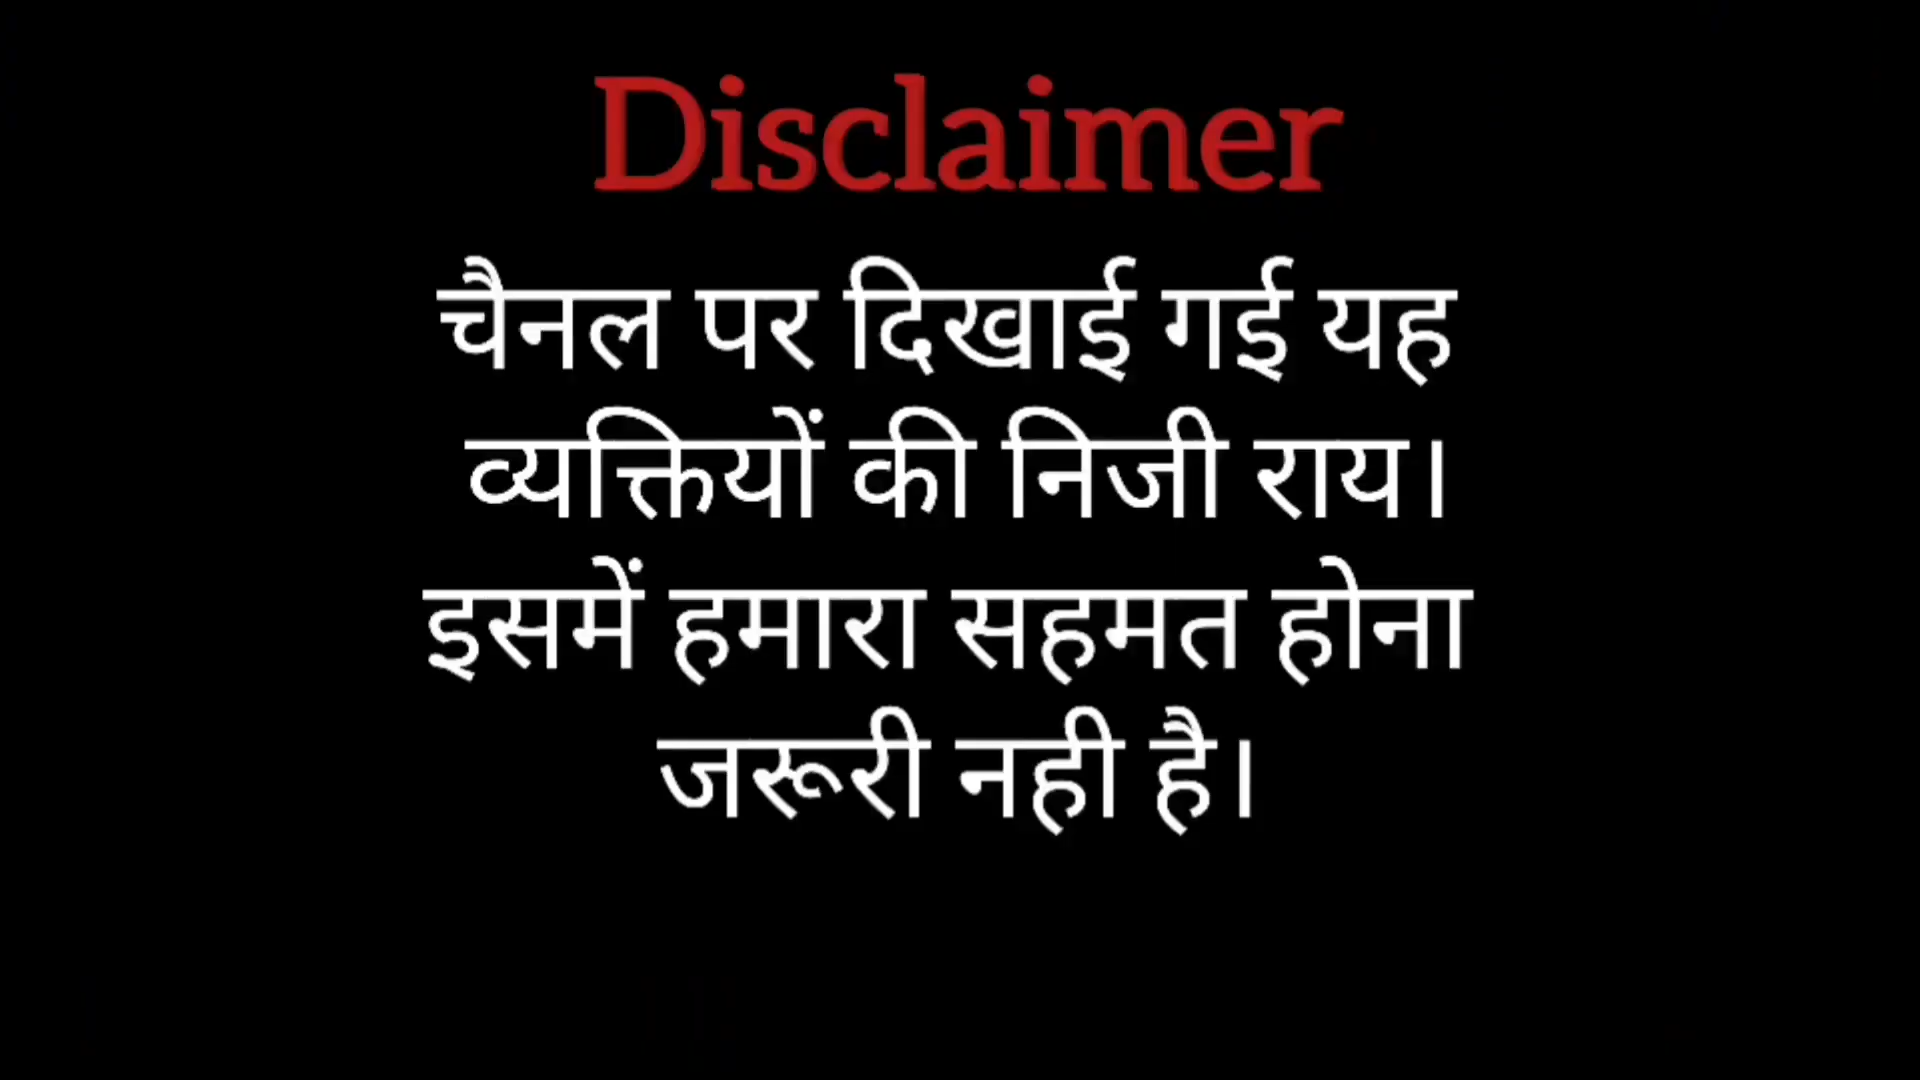 Disclaimer
चैनल पर दिखाई गई यह
व्यक्तियों की निजी राय।
इसमें हमारा सहमत होना
जरूरी नही है।